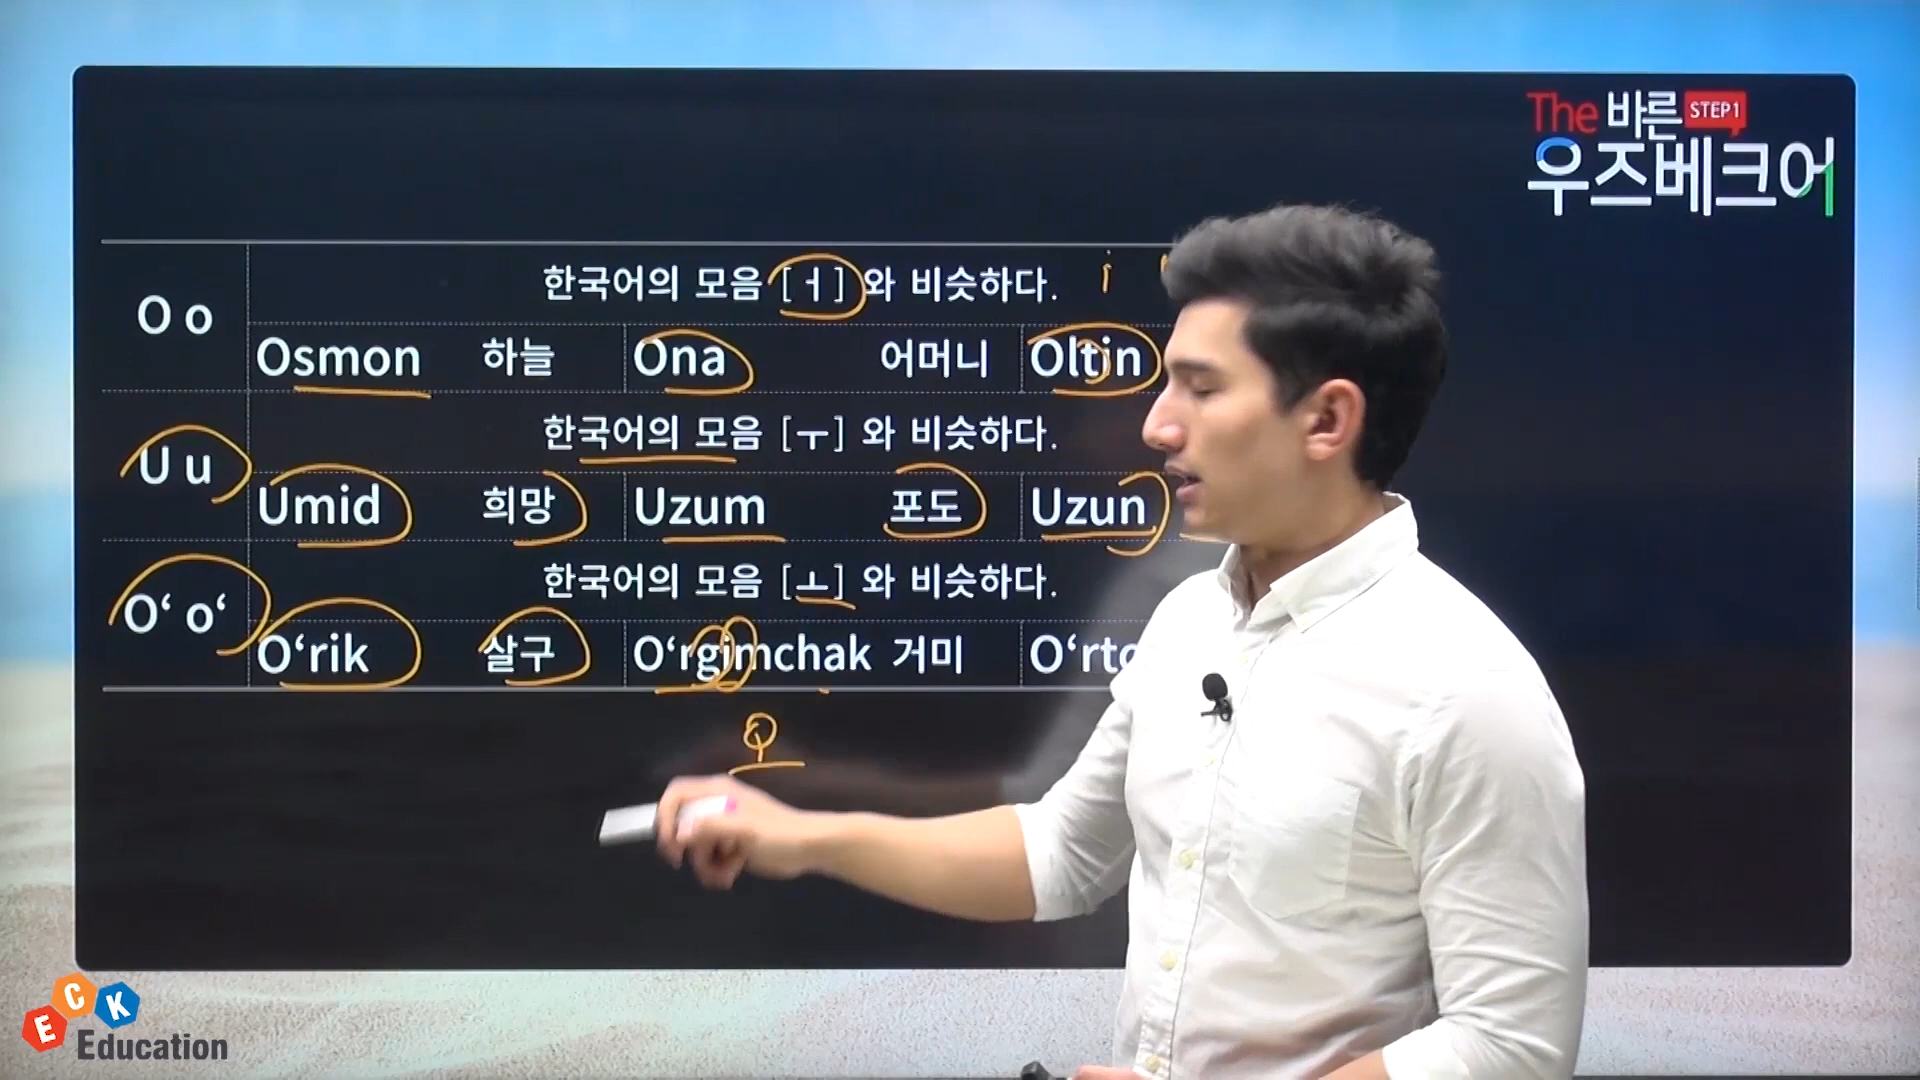 The 바른 STEP1
우즈베크어
O o
한국어의 모음 [ㅓ] 와 비슷하다.
Osmon 하늘 Ona 어머니 Oltin
U u
한국어의 모음 [ㅜ] 와 비슷하다.
Umid 희망 Uzum 포도 Uzun
O‘ o‘
한국어의 모음 [ㅗ] 와 비슷하다.
O‘rik 살구 O‘rgimchak 거미
ECK
Education